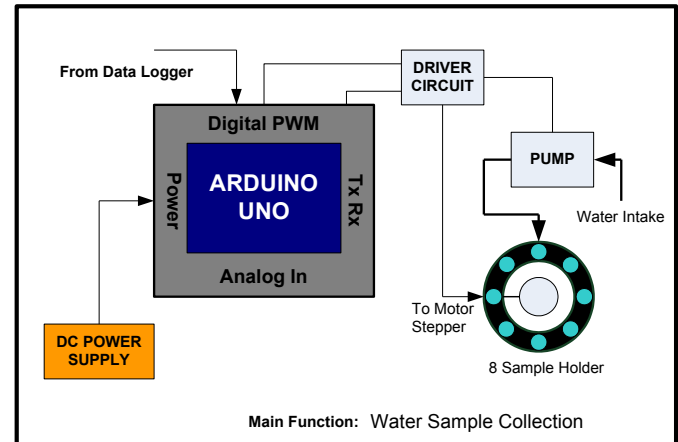 From Data Logger
DRIVER
CIRCUIT
Digital PWM
Power
ARDUINO
UNO
Tx Rx
Analog In
PUMP
Water Intake
To Motor
Stepper
DC POWER
SUPPLY
8 Sample Holder
Main Function: Water Sample Collection